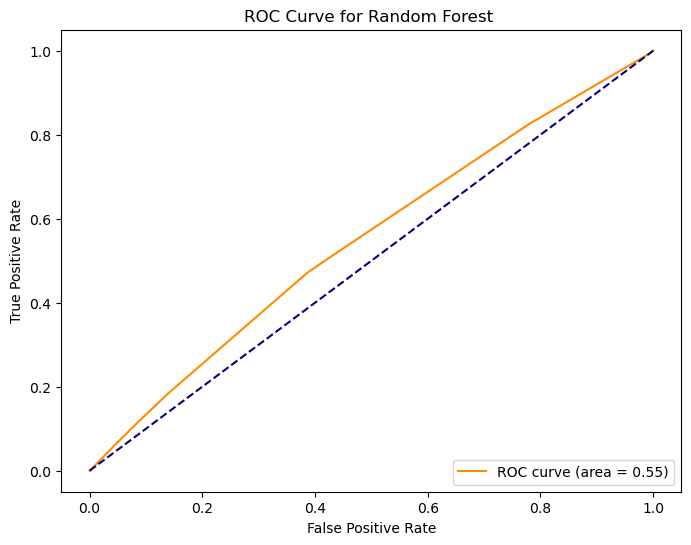 ROC Curve for Random Forest
1.0
0.8
0.6
0.4
0.2
0.0
True Positive Rate
ROC curve (area = 0.55)
0.0 0.2 0.4 0.6 0.8 1.0
False Positive Rate